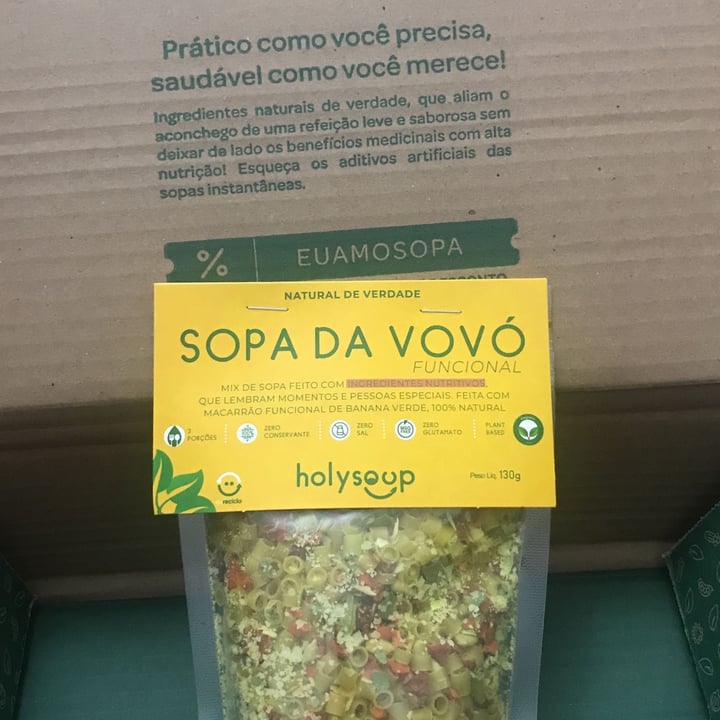 Prático como você precisa,
saudável como você merece!
Ingredientes naturais de verdade, que aliam o
aconchego de uma refeição leve e saborosa sem
deixar de lado os benefícios medicinais com alta
nutrição! Esqueça os aditivos artificiais das
sopas instantâneas.
%
EUAMOSOPA
NATURAL DE VERDADE
SOPA DA VOVÓ
FUNCIONAL
MIX DE SOPA FEITO COM INGREDIENTES NUTRITIVOS,
QUE LEMBRAM MOMENTOS E PESSOAS ESPECIAIS. FEITA COM
MACARRÃO FUNCIONAL DE BANANA VERDE, 100% NATURAL
2
PORÇÕES
ZERO
CONSERVANTE
ZERO
SAL
ZERO
GLUTAMATO
PLANT
BASED
recicla
holysoup
Peso Líq. 130g